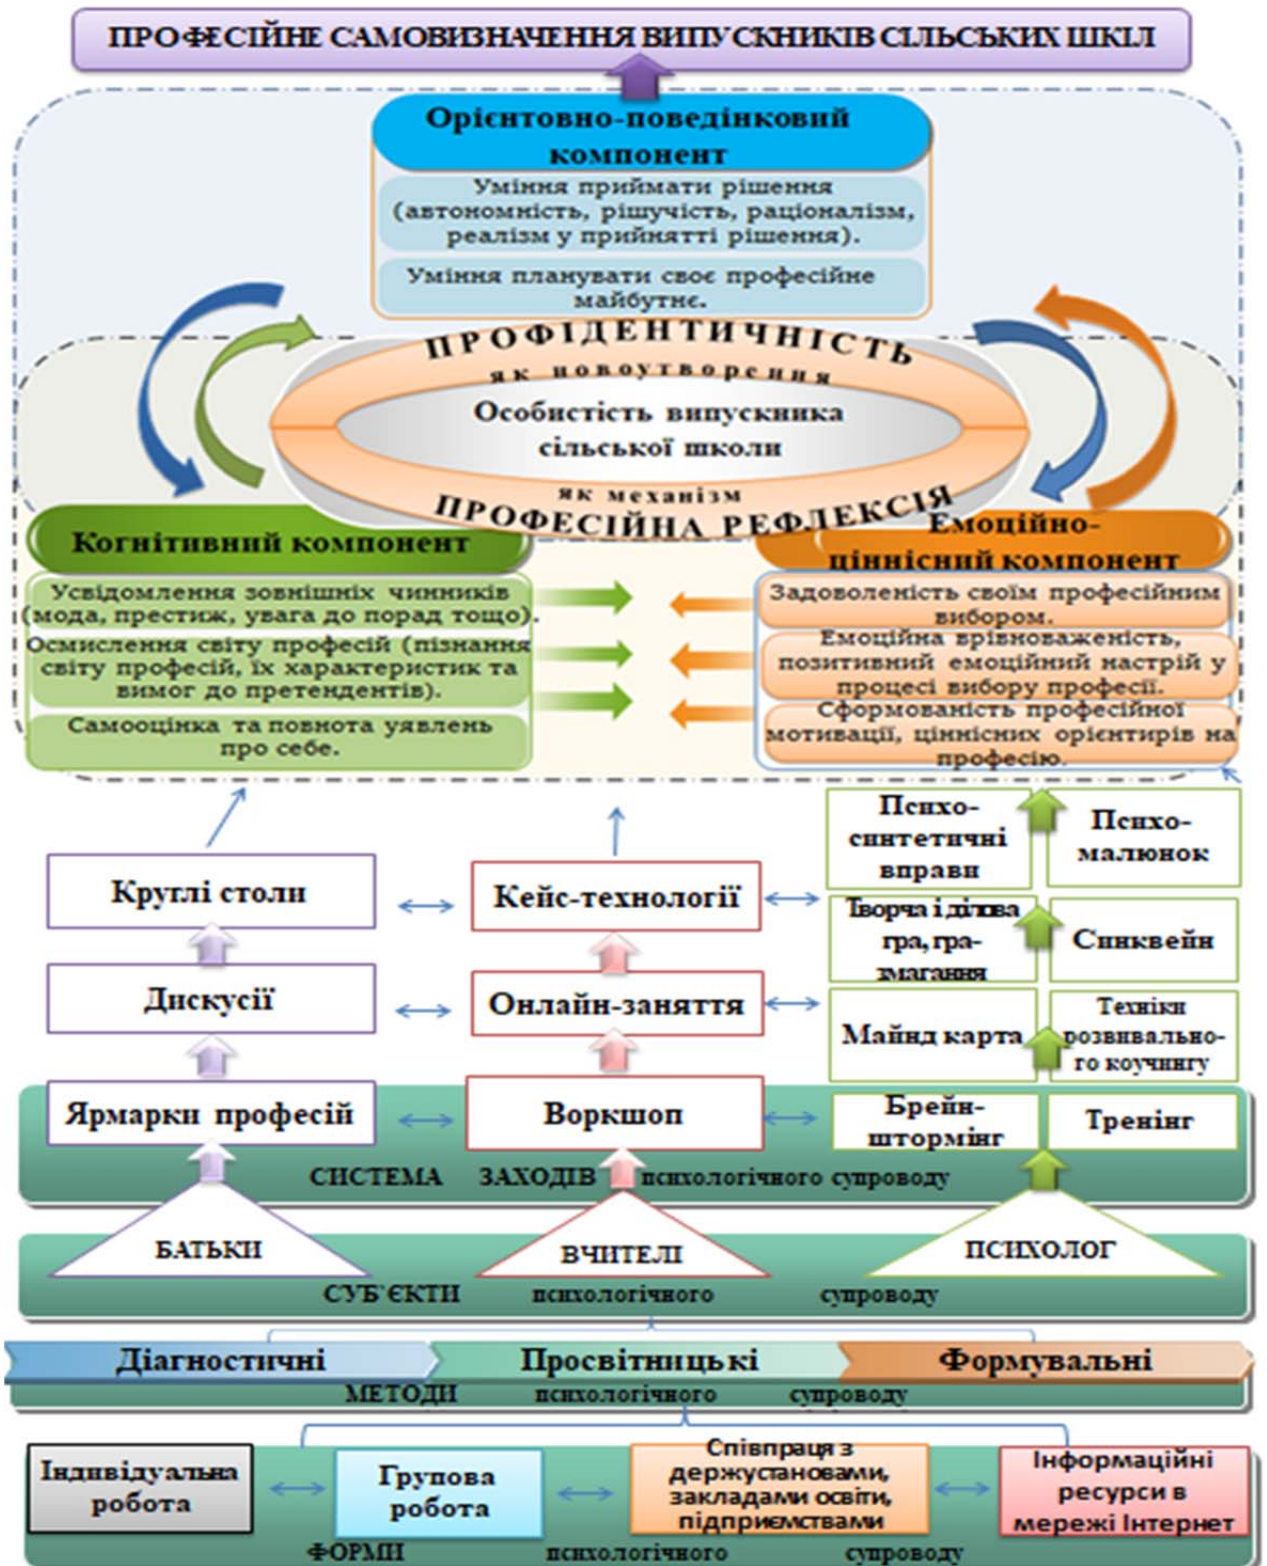 ПРОФЕСІЙНЕ САМОВИЗНАЧЕННЯ ВИПУСКНИКІВ СІЛЬСЬКИХ ШКІЛ
Орієнтовно-поведінковий
компонент
Уміння приймати рішення
(автономність, рішучість, раціоналізм,
реалізм у прийнятті рішення).
Уміння планувати своє професійне
майбутнє.
ПРОФІДЕНТИЧНІСТЬ
як новоутворення
Особистість випускника
сільської школи
як механізм
ПРОФЕСІЙНА РЕФЛЕКСІЯ
Когнітивний компонент
Усвідомлення зовнішніх чинників
(мода, престиж, увага до порад тощо).
Осмислення світу професій (пізнання
світу професій, їх характеристик та
вимог до претендентів).
Самооцінка та повнота уявлень
про себе.
Емоційно-
ціннісний компонент
Задоволеність своїм професійним
вибором.
Емоційна врівноваженість,
позитивний емоційний настрій у
процесі вибору професії.
Сформованість професійної
мотивації, ціннісних орієнтирів на
професію.
Круглі столи
Кейс-технології
Психо-
синтетичні
вправи
Психо-
малюнок
Творча і ділова
гра, гра-
змагання
Синквейн
Дискусії
Онлайн-заняття
Майнд карта
Техніки
розвивально-
го коучингу
Ярмарки професій
Воркшоп
Брейн-
штормінг
Тренінг
СИСТЕМА ЗАХОДІВ психологічного супроводу
БАТЬКИ
ВЧИТЕЛІ
ПСИХОЛОГ
СУБ`ЄКТИ психологічного супроводу
Діагностичні
Просвітницькі
Формувальні
МЕТОДИ психологічного супроводу
Індивідуальна
робота
Групова
робота
Співпраця з
держустановами,
закладами освіти,
підприємствами
Інформаційні
ресурси в
мережі Інтернет
ФОРМИ психологічного супроводу